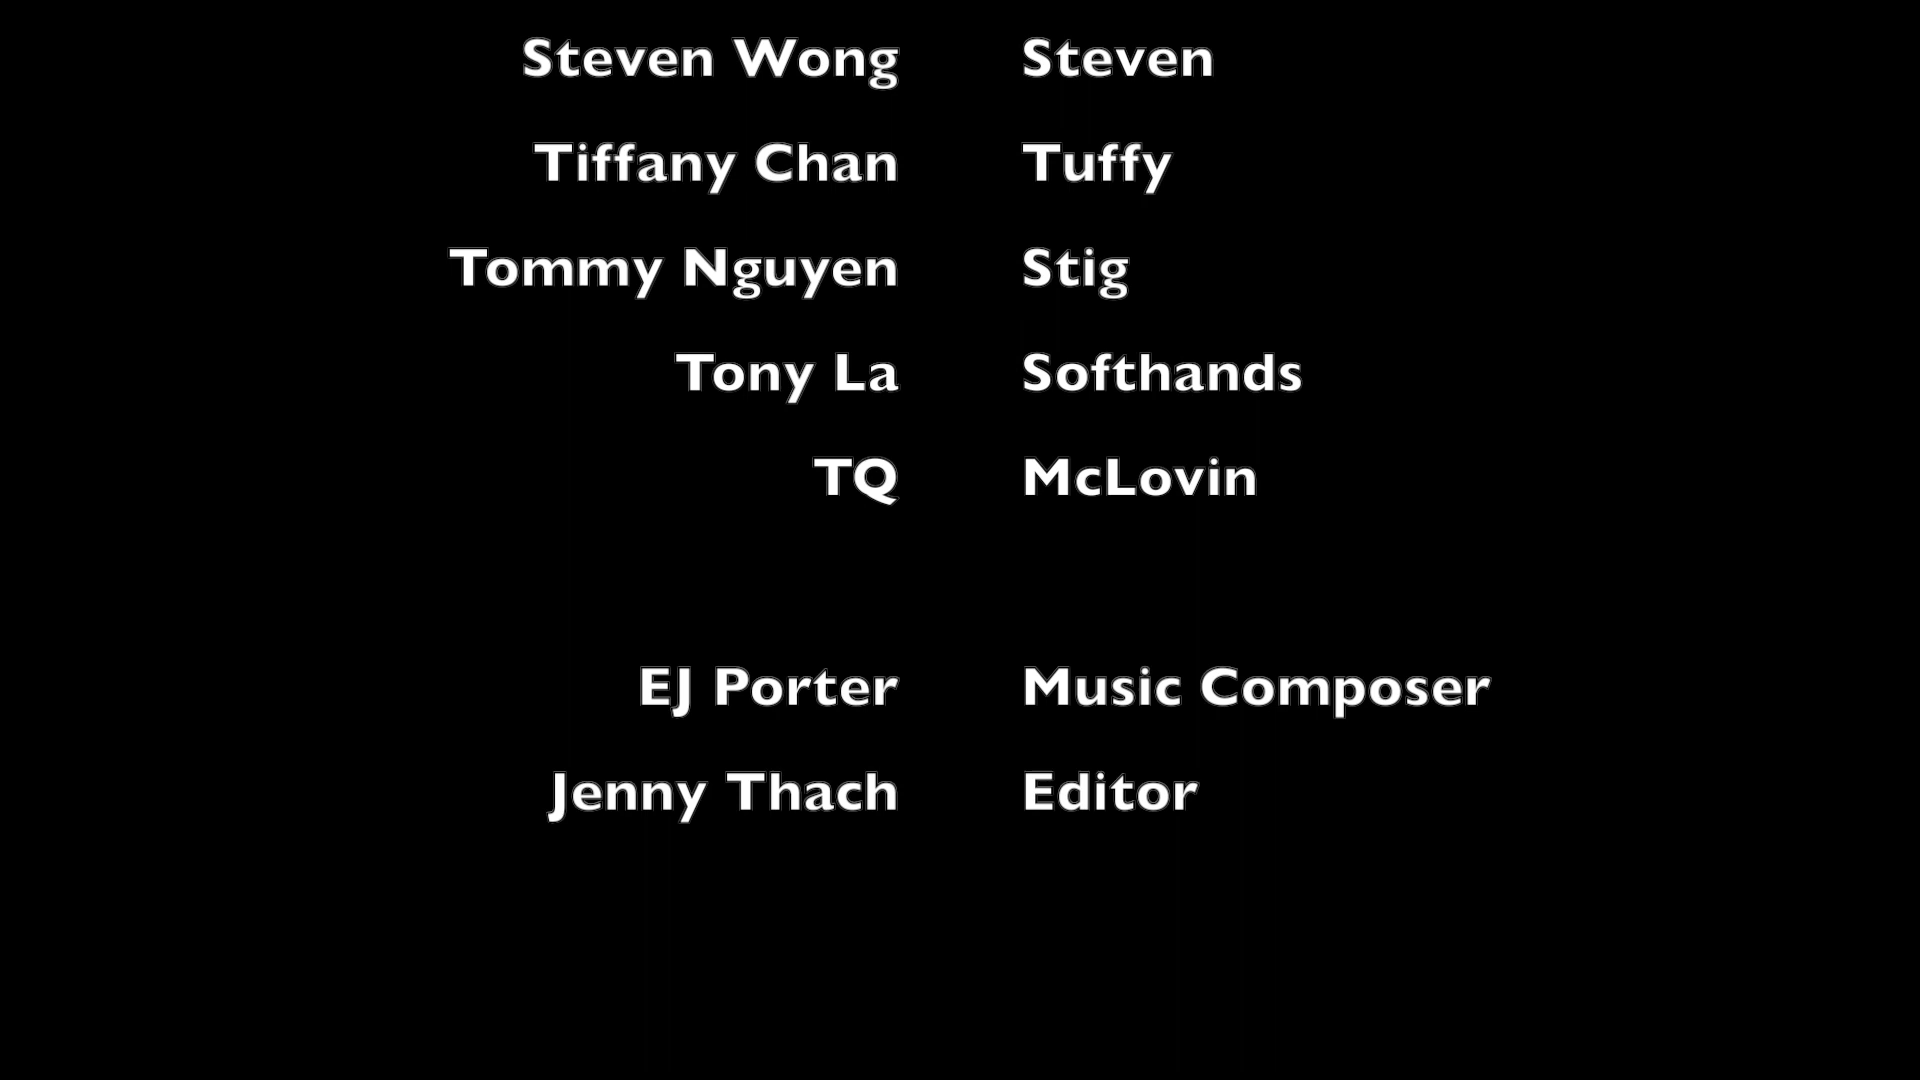 Steven Wong Steven
Tiffany Chan Tuffy
Tommy Nguyen Stig
Tony La Softhands
TQ McLovin
EJ Porter Music Composer
Jenny Thach Editor